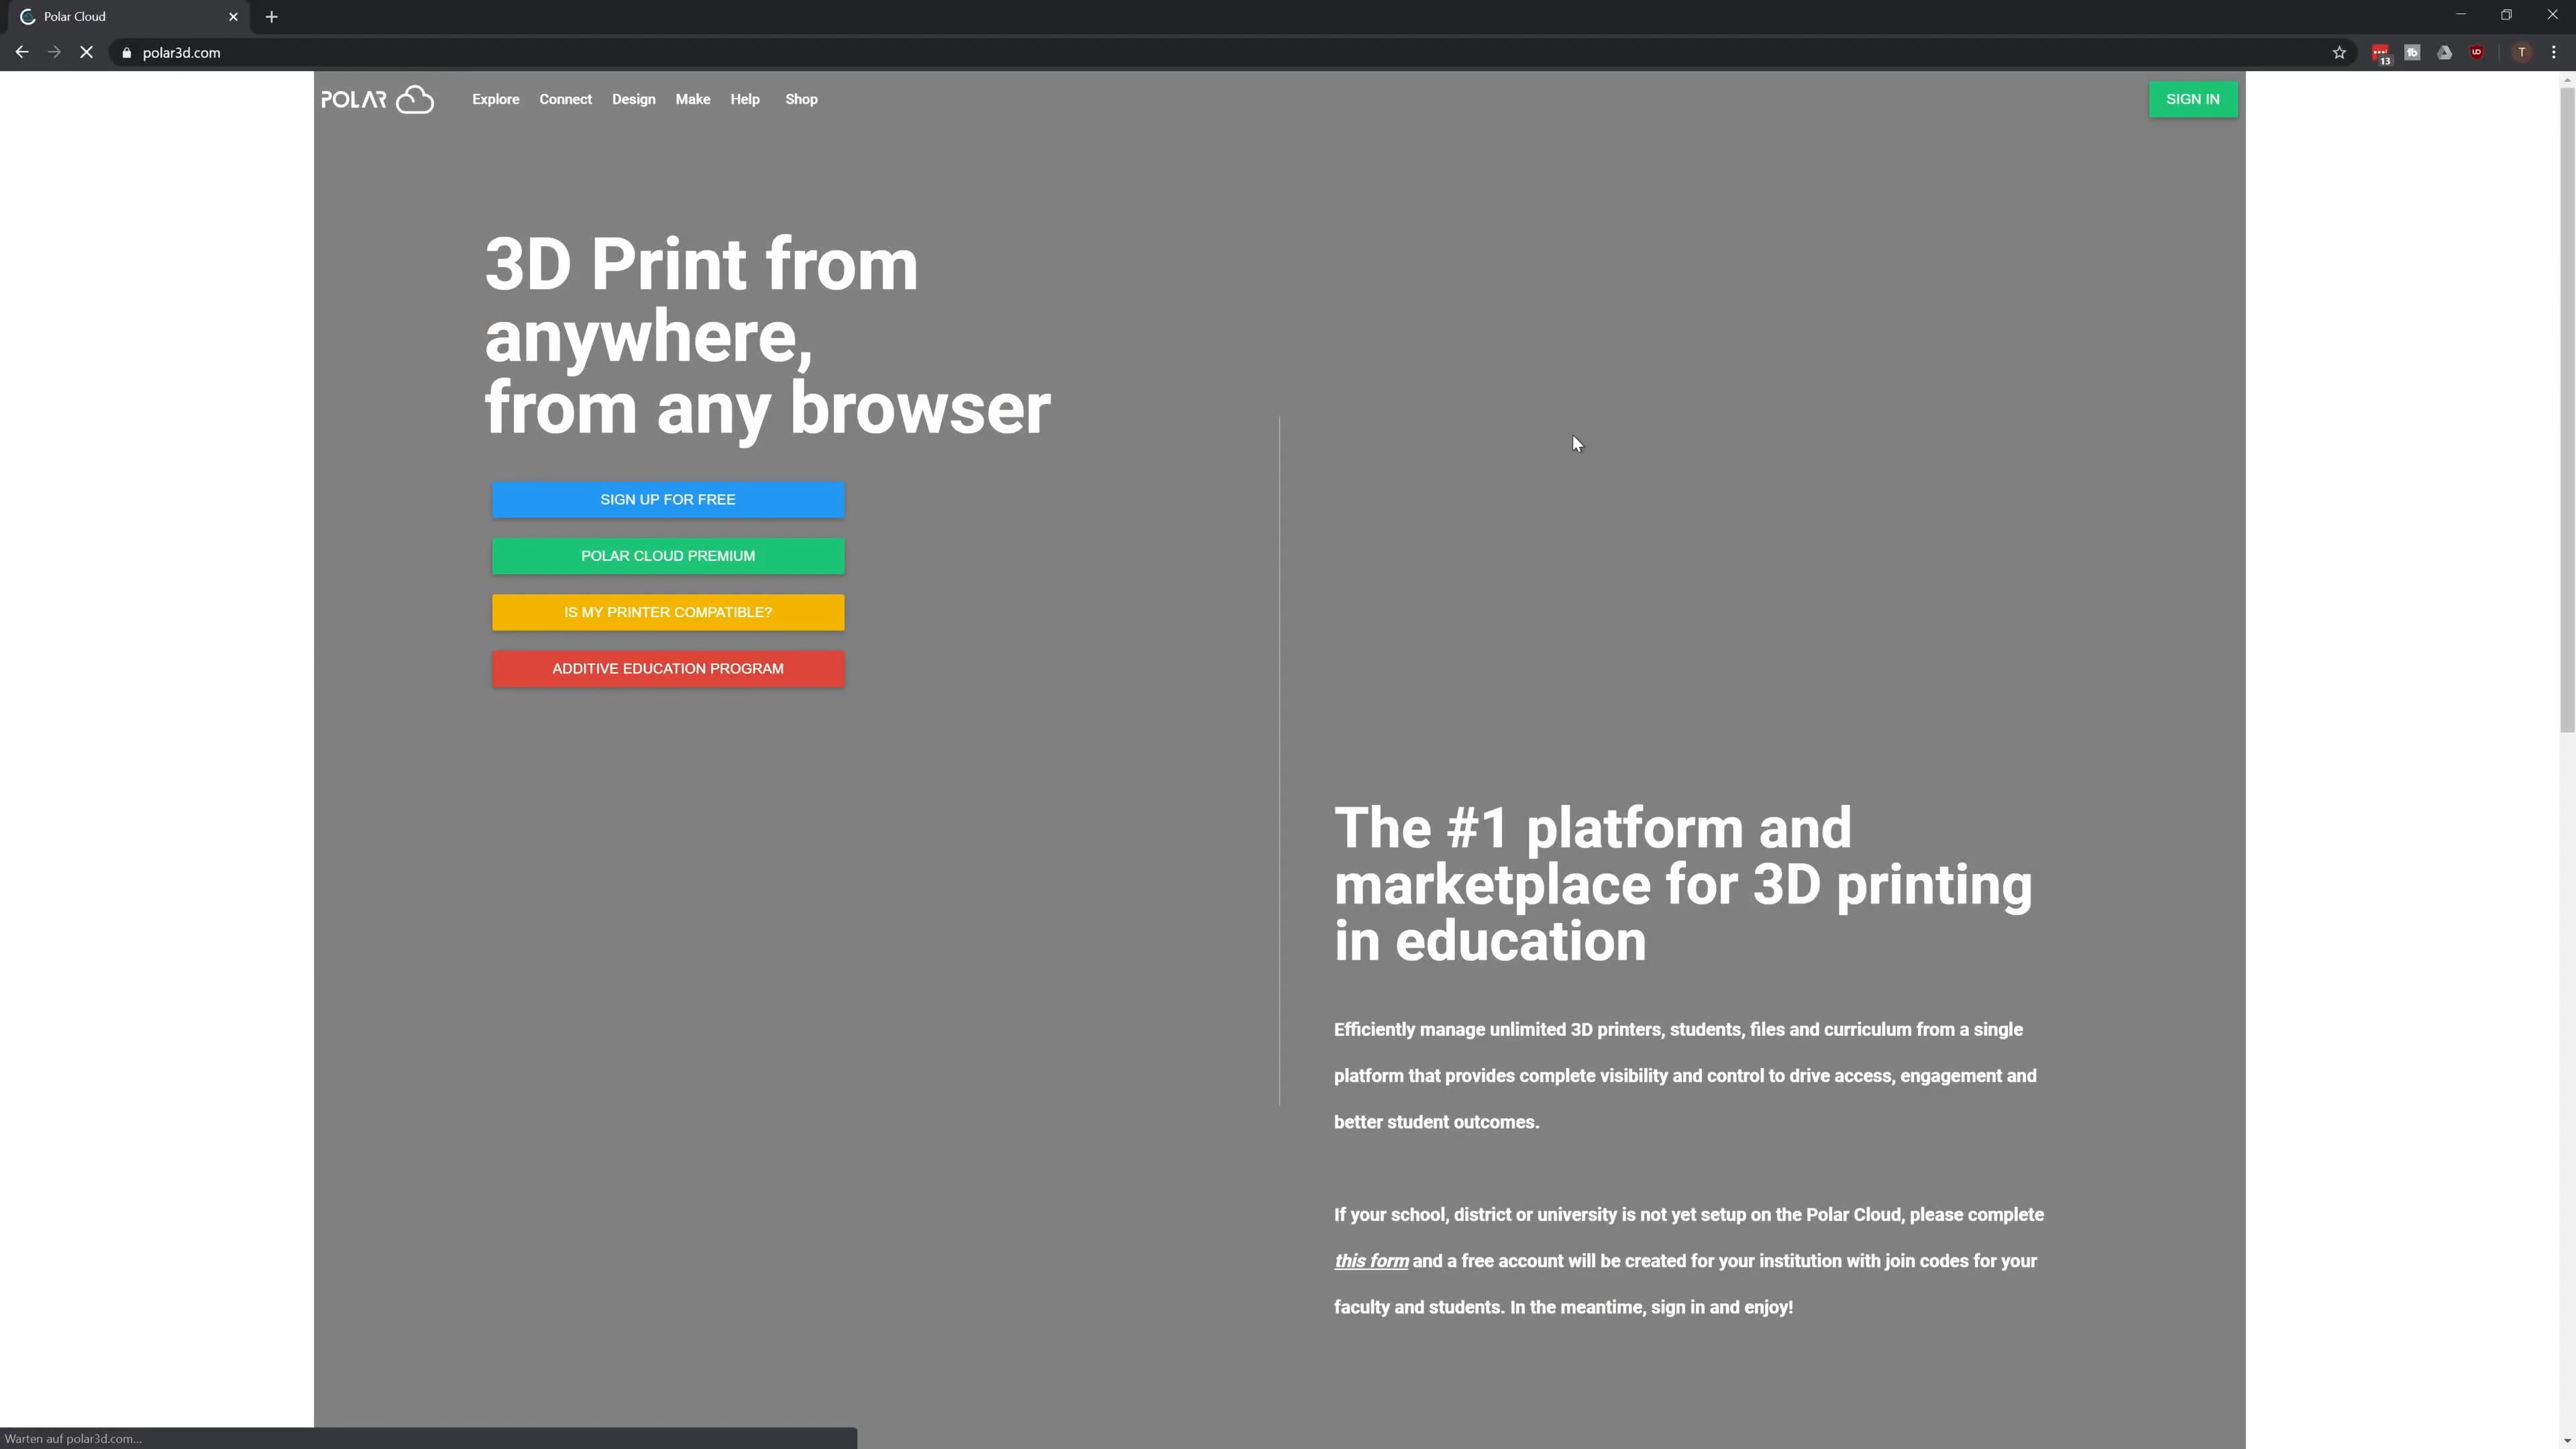 Polar Cloud
polar3d.com
13
tb
T
POLAR
Explore
Connect
Design
Make
Help
Shop
SIGN IN
3D Print from
anywhere,
from any browser
SIGN UP FOR FREE
POLAR CLOUD PREMIUM
IS MY PRINTER COMPATIBLE?
ADDITIVE EDUCATION PROGRAM
The #1 platform and
marketplace for 3D printing
in education
Efficiently manage unlimited 3D printers, students, files and curriculum from a single
platform that provides complete visibility and control to drive access, engagement and
better student outcomes.
If your school, district or university is not yet setup on the Polar Cloud, please complete
this form and a free account will be created for your institution with join codes for your
faculty and students. In the meantime, sign in and enjoy!
Warten auf polar3d.com...